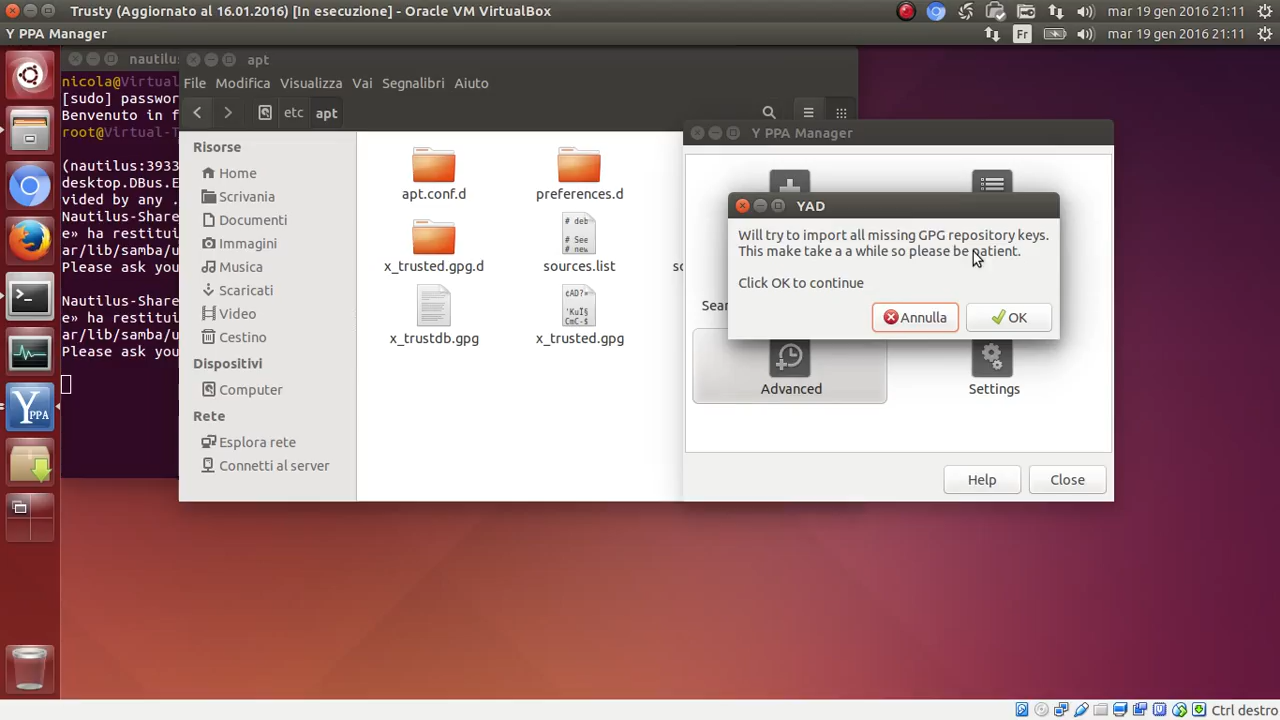 Trusty (Aggiornato al 16.01.2016) [In esecuzione] - Oracle VM VirtualBox
mar 19 gen 2016 21:11
Y PPA Manager
Fr
mar 19 gen 2016 21:11
nautilus
apt
nicola@Virtual
[sudo] passwor
Benvenuto in f
root@Virtual-T
(nautilus:3933
desktop.DBus.E
vided by any .
Nautilus-Share
e» ha restitui
ar/lib/samba/u
Please ask you
Nautilus-Share
e» ha restitui
ar/lib/samba/u
Please ask you
File Modifica Visualizza Vai Segnalibri Aiuto
etc apt
Risorse
Home
Scrivania
Documenti
Immagini
Musica
Scaricati
Video
Cestino
Dispositivi
Computer
Rete
Esplora rete
Connetti al server
apt.conf.d
preferences.d
x_trusted.gpg.d
# deb
# See
# new
sources.list
x_trustdb.gpg
x_trusted.gpg
Y PPA Manager
Sear
Advanced
Settings
Help
Close
YAD
Will try to import all missing GPG repository keys.
This make take a a while so please be patient.
Click OK to continue
Annulla
OK
Y PPA
Ctrl destro